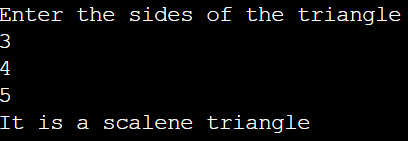 Enter the sides of the triangle
3
4
5
It is a scalene triangle